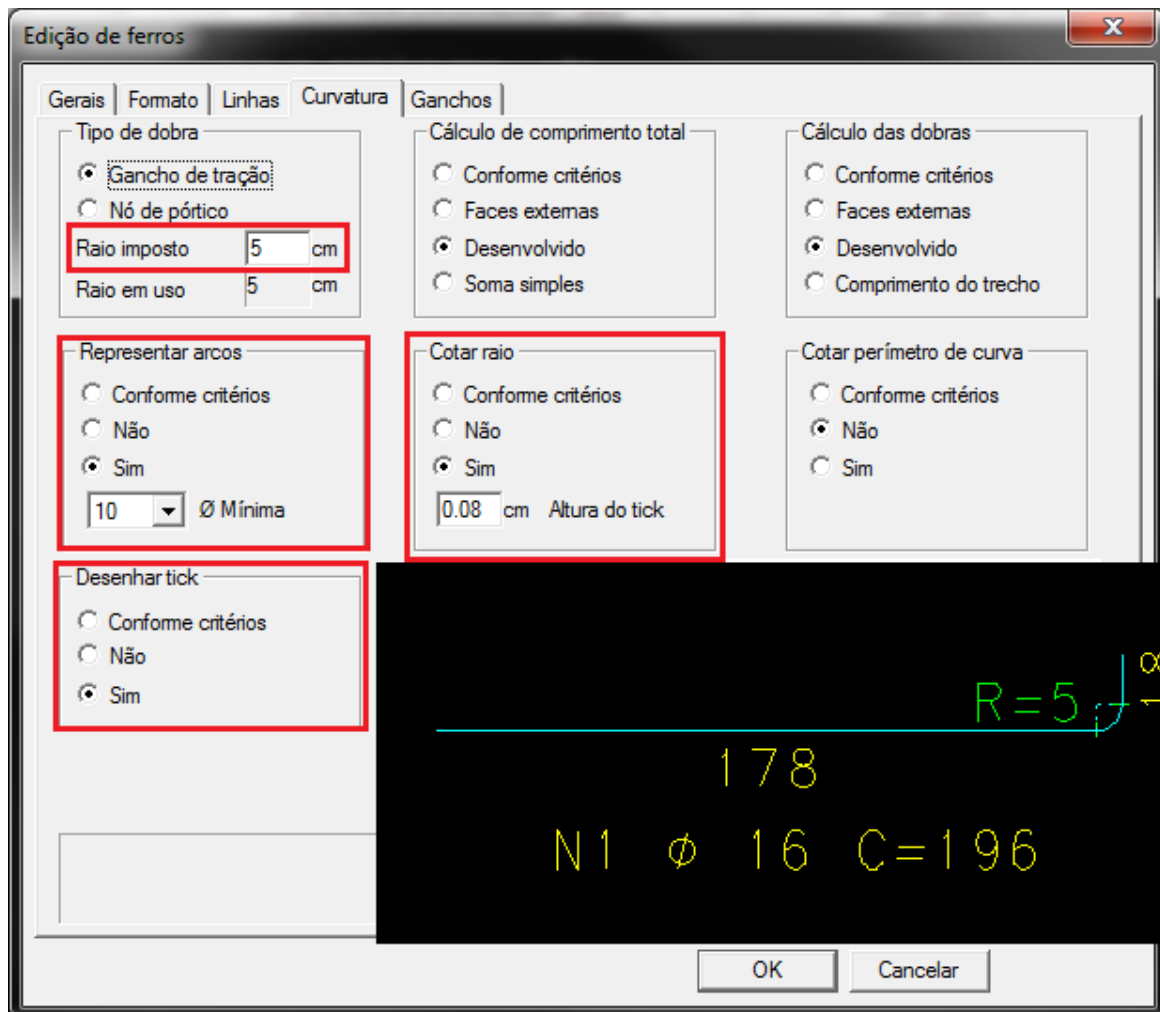 Edição de ferros
X
Gerais Formato Linhas Curvatura Ganchos
Tipo de dobra
Gancho de tração
Nó de pórtico
Raio imposto 5 cm
Raio em uso 5 cm
Cálculo de comprimento total
Conforme critérios
Faces externas
Desenvolvido
Soma simples
Cálculo das dobras
Conforme critérios
Faces externas
Desenvolvido
Comprimento do trecho
Representar arcos
Conforme critérios
Não
Sim
10 Ø Mínima
Cotar raio
Conforme critérios
Não
Sim
0.08 cm Altura do tick
Cotar perímetro de curva
Conforme critérios
Não
Sim
Desenhar tick
Conforme critérios
Não
Sim
R=5
178
N1 ϕ 16 C=196
OK Cancelar